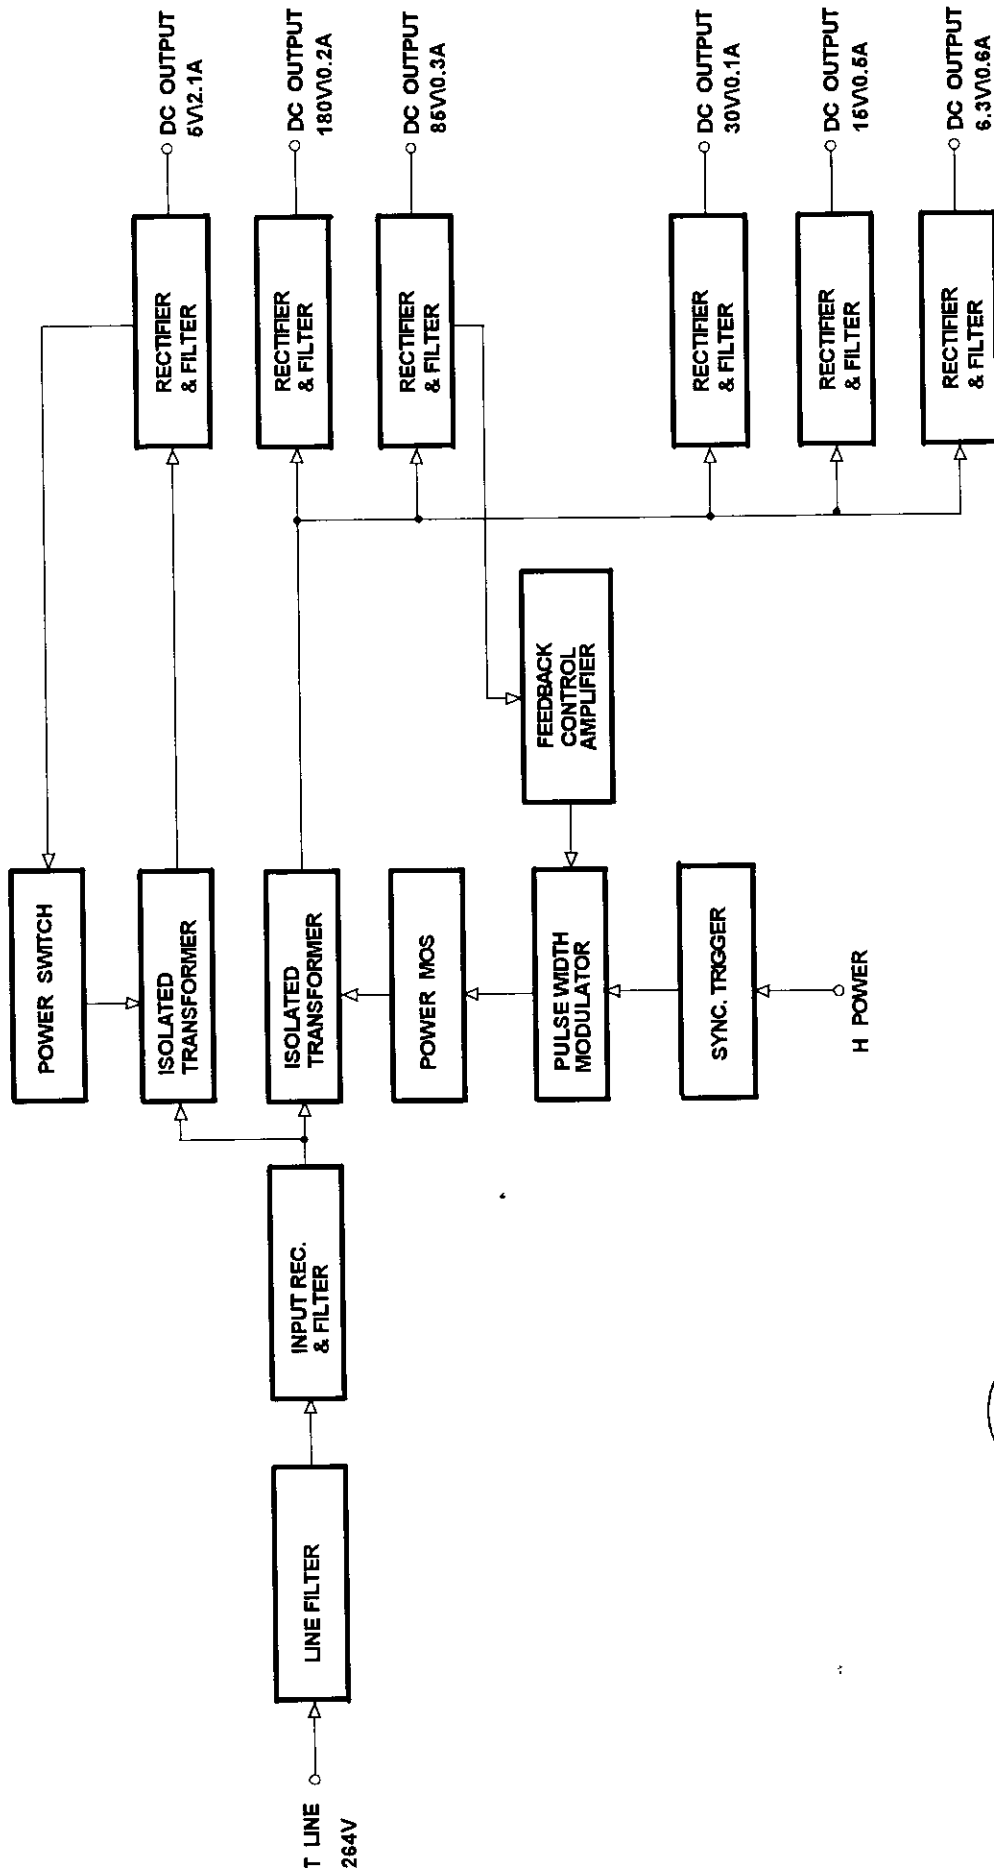 POWER SWITCH
ISOLATED
TRANSFORMER
RECTIFIER
& FILTER
DC OUTPUT
5V\2.1A
T LINE
264V
LINE FILTER
INPUT REC.
& FILTER
ISOLATED
TRANSFORMER
RECTIFIER
& FILTER
DC OUTPUT
180V\0.2A
POWER MOS
RECTIFIER
& FILTER
DC OUTPUT
85V\0.3A
PULSE WIDTH
MODULATOR
FEEDBACK
CONTROL
AMPLIFIER
SYNC. TRIGGER
RECTIFIER
& FILTER
DC OUTPUT
30V\0.1A
H POWER
RECTIFIER
& FILTER
DC OUTPUT
15V\0.5A
RECTIFIER
& FILTER
DC OUTPUT
6.3V\0.6A